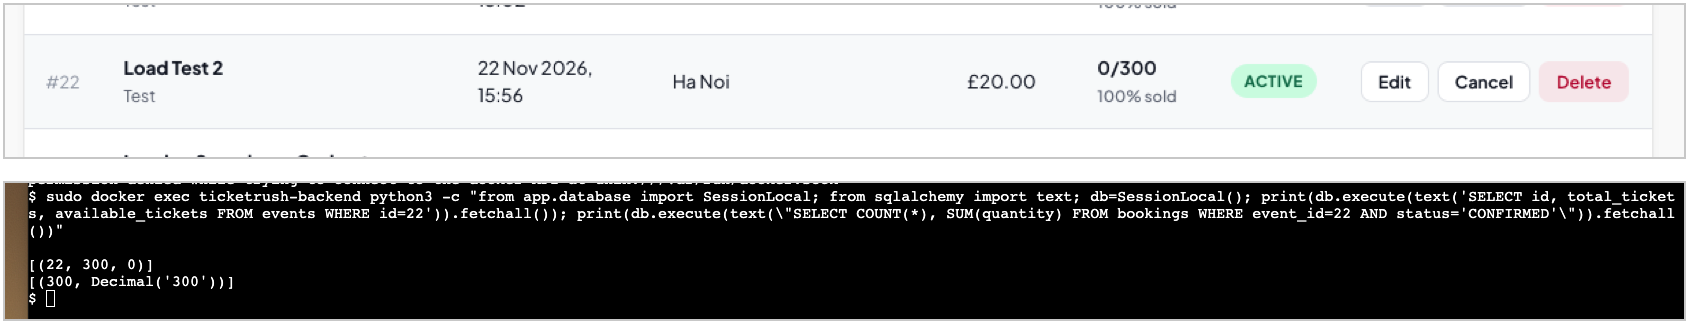 #22 Load Test 2 22 Nov 2026, Ha Noi £20.00 0/300 ACTIVE Edit Cancel Delete
Test 15:56 100% sold
$ sudo docker exec ticketrush-backend python3 -c "from app.database import SessionLocal; from sqlalchemy import text; db=SessionLocal(); print(db.execute(text('SELECT id, total_ticket
s, available_tickets FROM events WHERE id=22')).fetchall()); print(db.execute(text(\"SELECT COUNT(*), SUM(quantity) FROM bookings WHERE event_id=22 AND status='CONFIRMED'\")).fetchall
())"
[(22, 300, 0)]
[(300, Decimal('300'))]
$